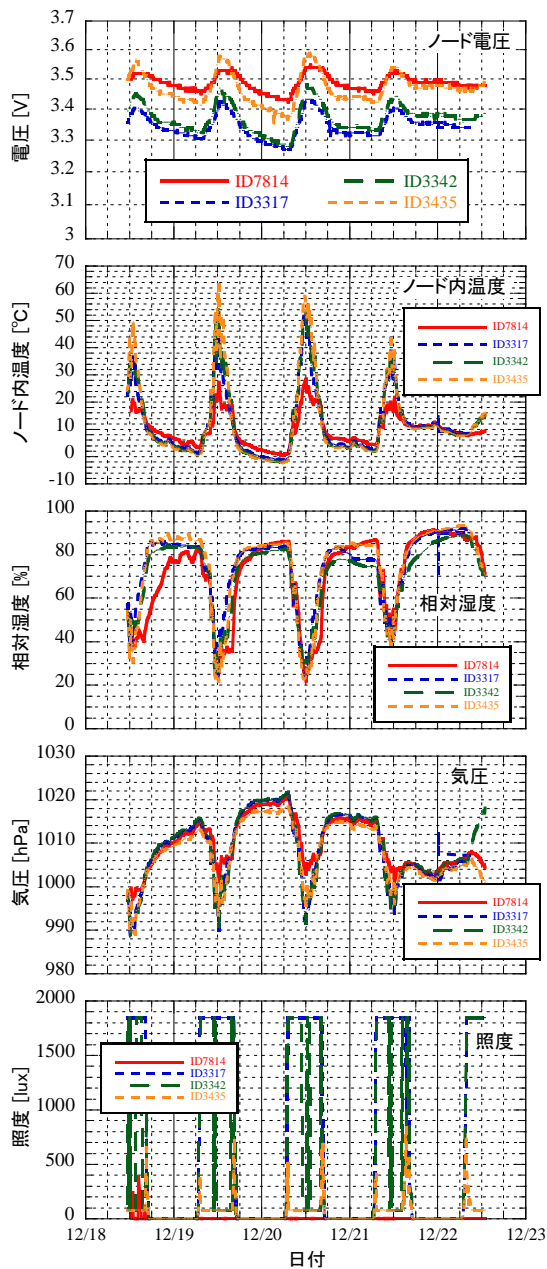 3.7
3.6
3.5
3.4
3.3
3.2
3.1
3
電圧 [V]
ノード電圧
ID7814
ID3342
ID3317
ID3435
70
60
50
40
30
20
10
0
-10
ノード内温度 [℃]
ノード内温度
ID7814
ID3317
ID3342
ID3435
100
80
60
40
20
0
相対湿度 [%]
相対湿度
ID7814
ID3317
ID3342
ID3435
1030
1020
1010
1000
990
980
気圧 [hPa]
気圧
ID7814
ID3317
ID3342
ID3435
2000
1500
1000
500
0
照度 [lux]
照度
ID7814
ID3317
ID3342
ID3435
12/18 12/19 12/20 12/21 12/22 12/23
日付